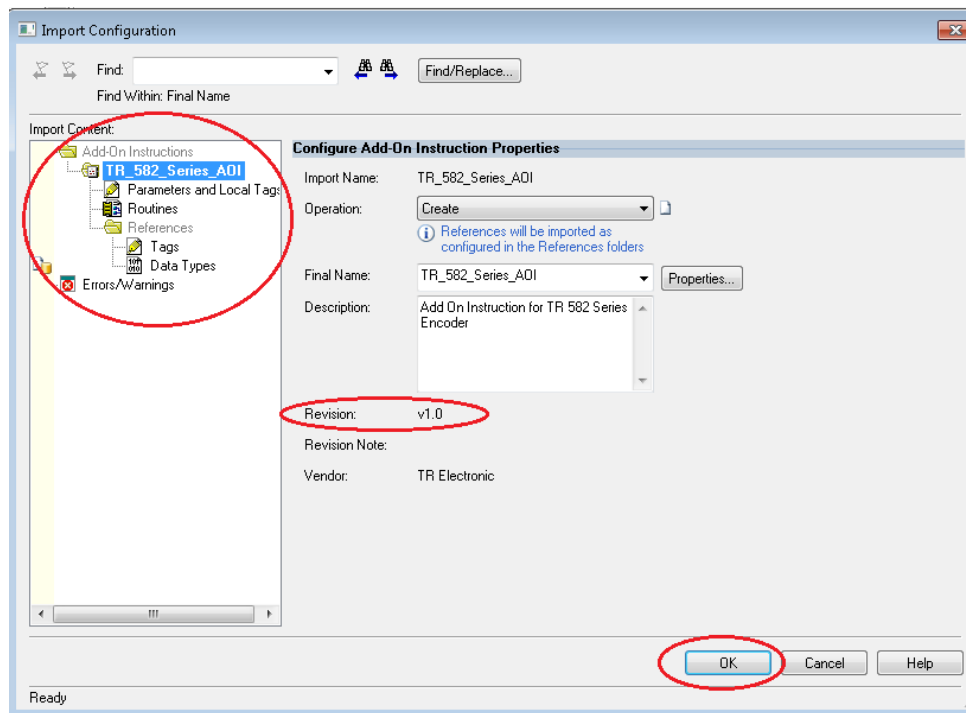 Import Configuration
Find:
Find/Replace...
Find Within: Final Name
Import Content:
Add-On Instructions
TR_582_Series_AOI
Parameters and Local Tags
Routines
References
Tags
Data Types
Errors/Warnings
Configure Add-On Instruction Properties
Import Name: TR_582_Series_AOI
Operation: Create
References will be imported as
configured in the References folders
Final Name: TR_582_Series_AOI Properties...
Description: Add On Instruction for TR 582 Series
Encoder
Revision: v1.0
Revision Note:
Vendor: TR Electronic
OK Cancel Help
Ready